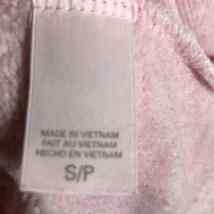 MADE IN VIETNAM
FAIT AU VIETNAM
HECHO EN VIETNAM
S/P